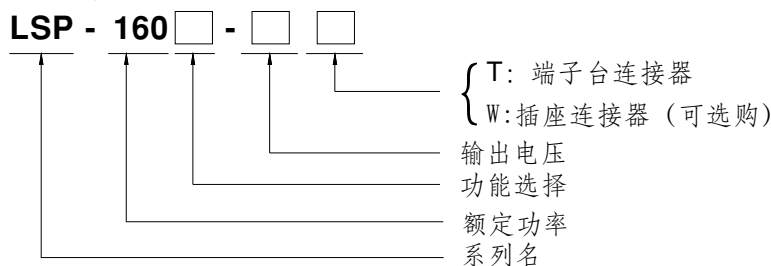 LSP - 160□ - □ □
T: 端子台连接器
W:插座连接器 (可选购)
输出电压
功能选择
额定功率
系列名